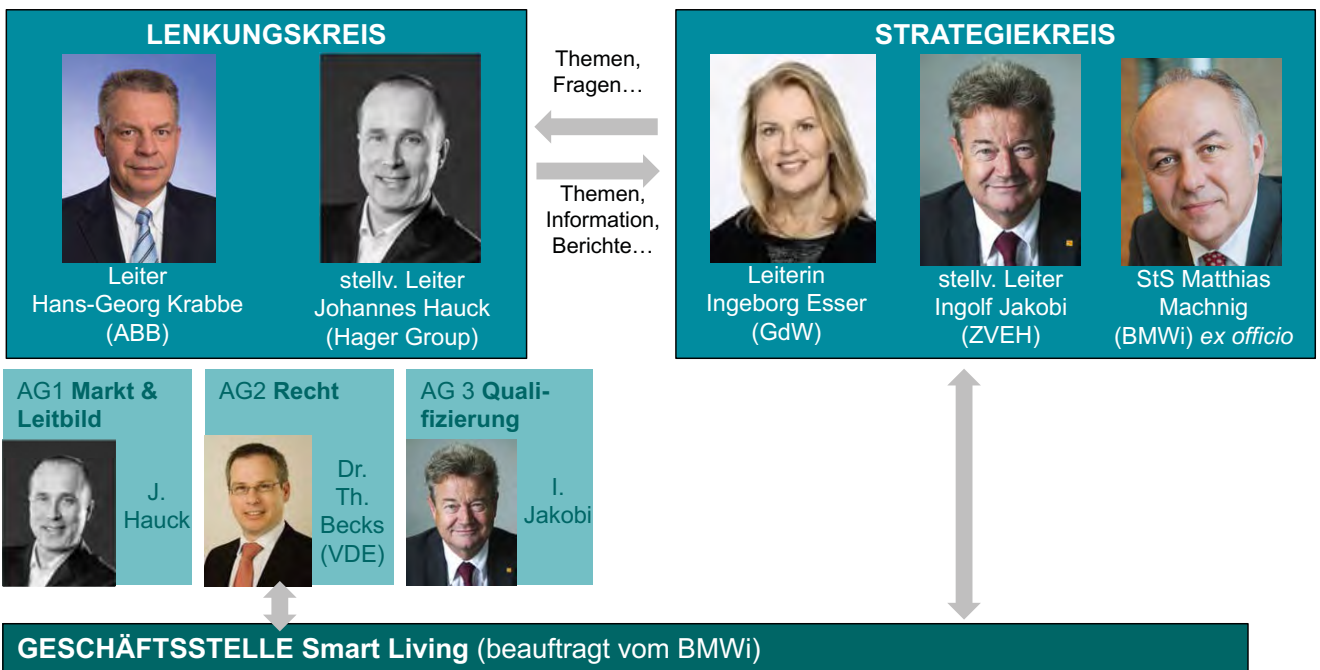 LENKUNGSKREIS
Leiter
Hans-Georg Krabbe
(ABB)
stellv. Leiter
Johannes Hauck
(Hager Group)
Themen,
Fragen…
Themen,
Information,
Berichte…
STRATEGIEKREIS
Leiterin
Ingeborg Esser
(GdW)
stellv. Leiter
Ingolf Jakobi
(ZVEH)
StS Matthias
Machnig
(BMWi) ex officio
AG1 Markt &
Leitbild
J.
Hauck
AG2 Recht
Dr.
Th.
Becks
(VDE)
AG 3 Quali-
fizierung
I.
Jakobi
GESCHÄFTSSTELLE Smart Living (beauftragt vom BMWi)